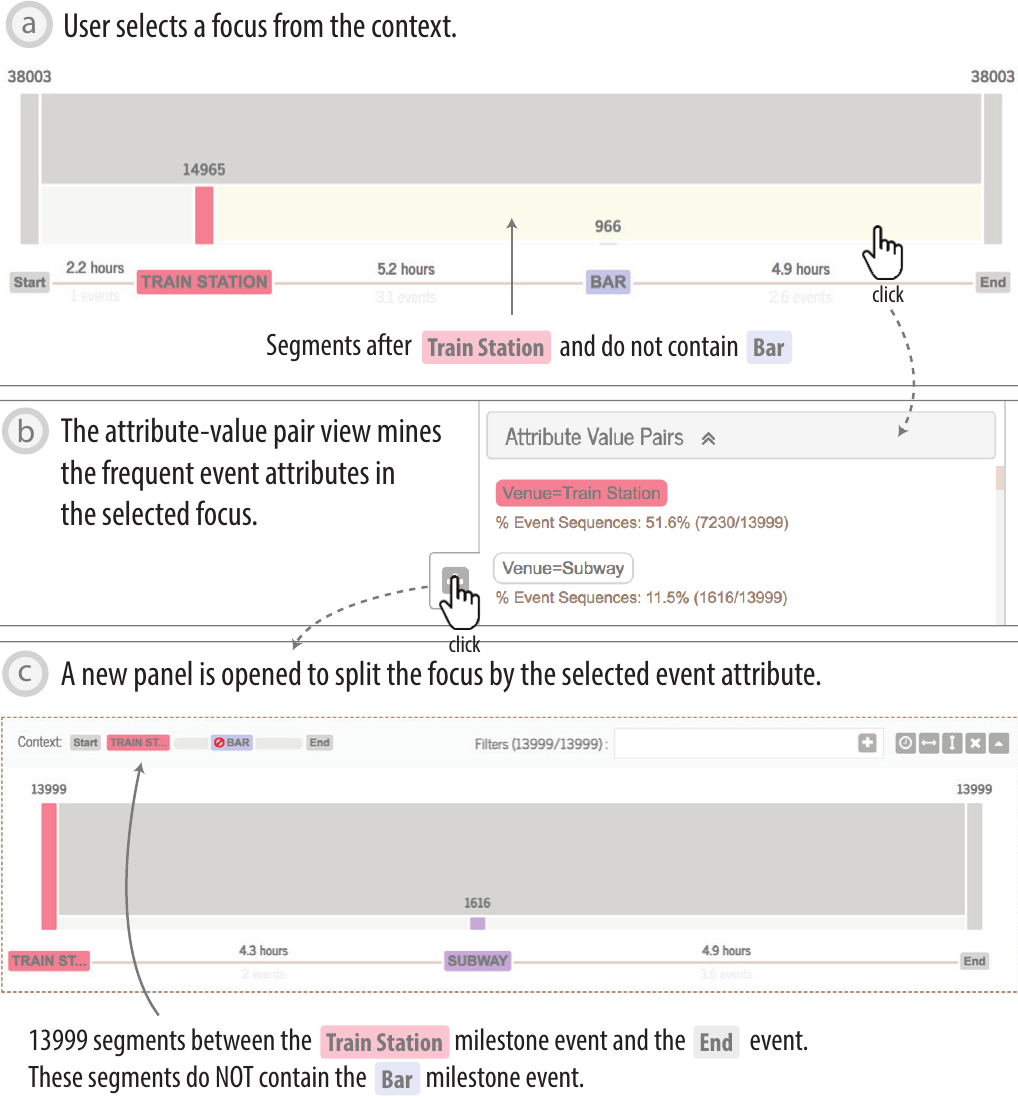 a User selects a focus from the context.
38003 38003
14965
966
2.2 hours 5.2 hours 4.9 hours
Start TRAIN STATION BAR End
1 events 3.1 events 2.6 events
click
Segments after Train Station and do not contain Bar
b The attribute-value pair view mines
the frequent event attributes in
the selected focus.
Attribute Value Pairs
Venue=Train Station
% Event Sequences: 51.6% (7230/13999)
Venue=Subway
% Event Sequences: 11.5% (1616/13999)
click
c A new panel is opened to split the focus by the selected event attribute.
Context: Start TRAIN ST... BAR End Filters (13999/13999) :
13999 13999
1616
4.3 hours 4.9 hours
TRAIN ST... SUBWAY End
2 events 3.6 events
13999 segments between the Train Station milestone event and the End event.
These segments do NOT contain the Bar milestone event.